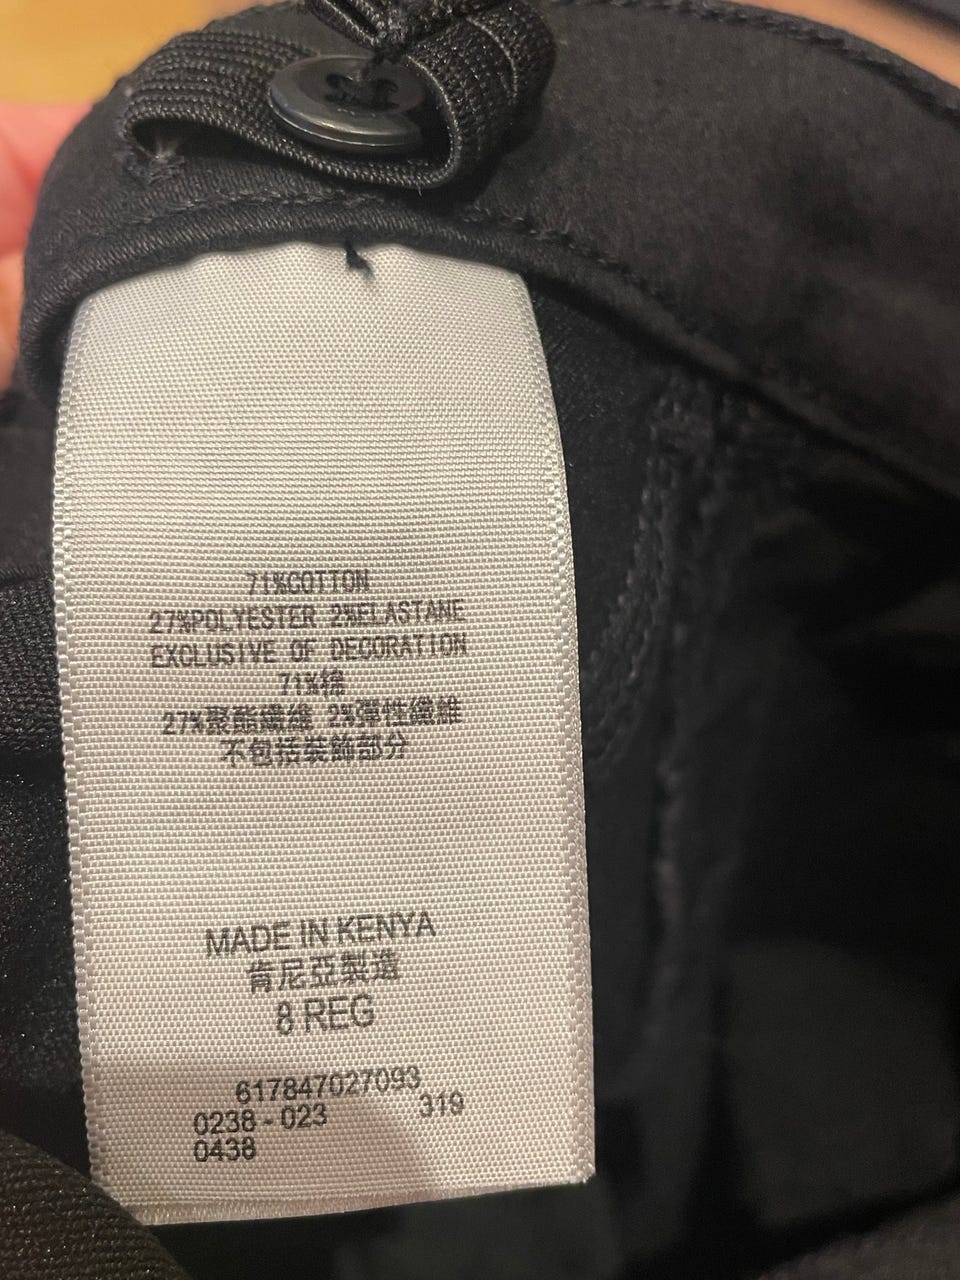 71%COTTON
27%POLYESTER 2%ELASTANE
EXCLUSIVE OF DECORATION
71%棉
27%聚酯纖維 2%彈性纖維
不包括裝飾部分
MADE IN KENYA
肯尼亞製造
8 REG
617847027093
0238 - 023 319
0438